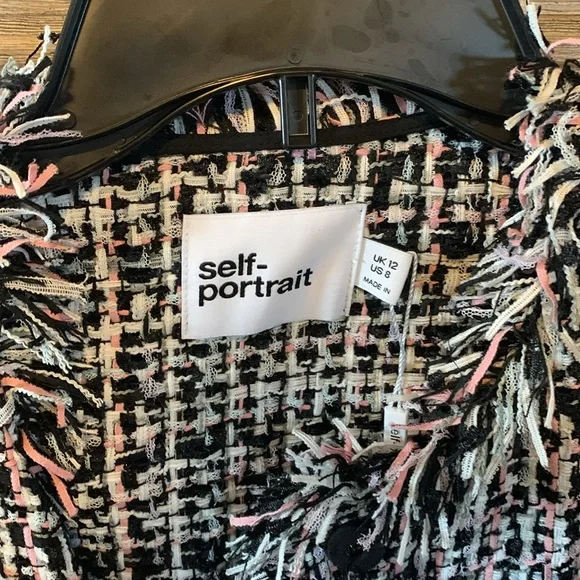 self-
portrait
UK 12
US 8
MADE IN